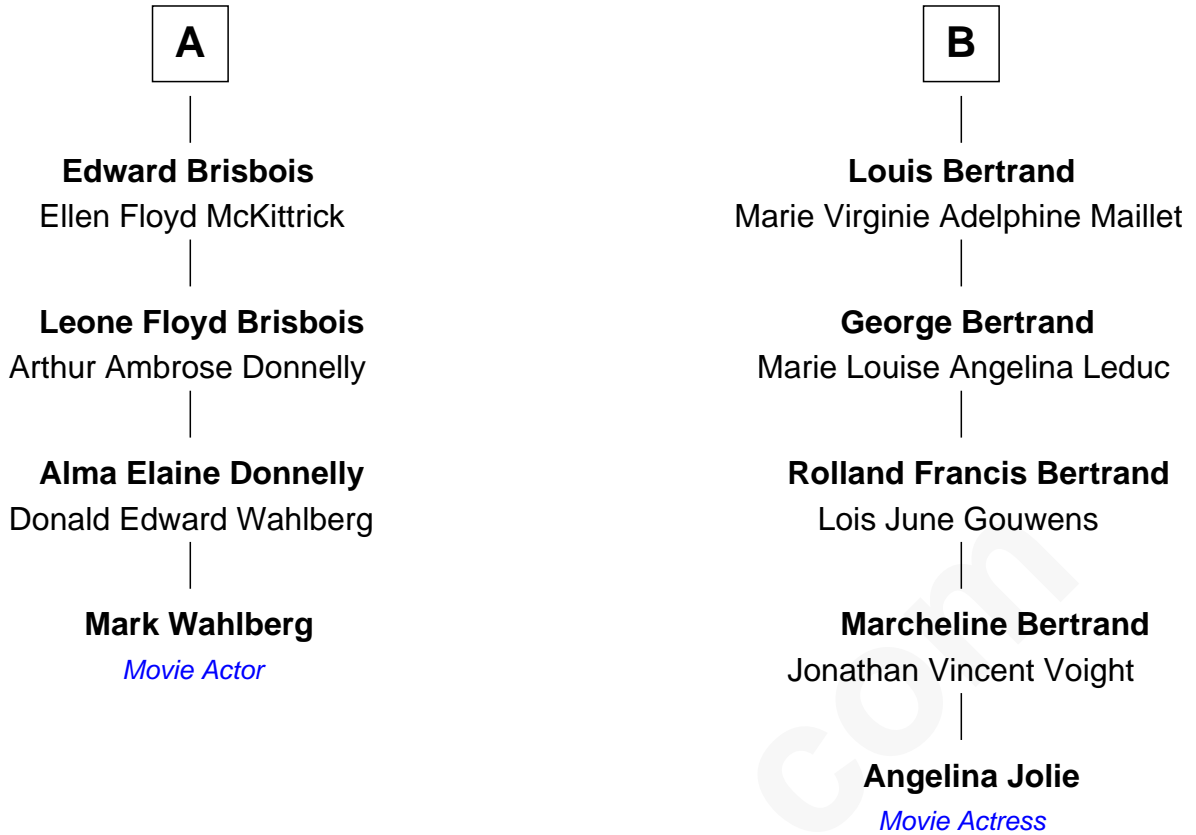 A
Edward Brisbois
Ellen Floyd McKittrick
Leone Floyd Brisbois
Arthur Ambrose Donnelly
Alma Elaine Donnelly
Donald Edward Wahlberg
Mark Wahlberg
Movie Actor
B
Louis Bertrand
Marie Virginie Adelphine Maillet
George Bertrand
Marie Louise Angelina Leduc
Rolland Francis Bertrand
Lois June Gouwens
Marcheline Bertrand
Jonathan Vincent Voight
Angelina Jolie
Movie Actress
com